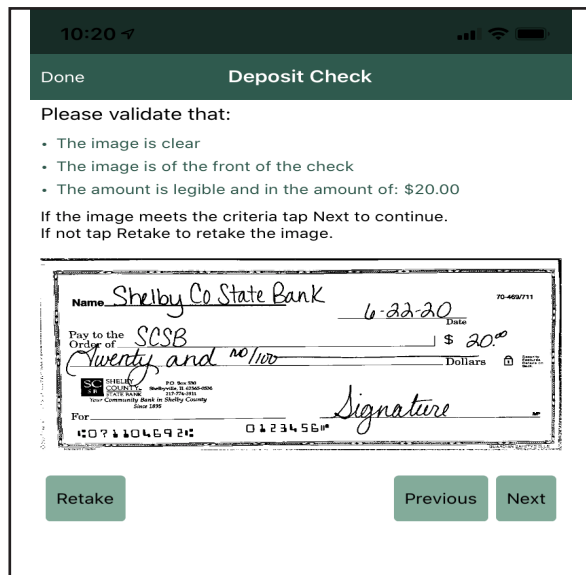 10:20
Done Deposit Check
Please validate that:
• The image is clear
• The image is of the front of the check
• The amount is legible and in the amount of: $20.00
If the image meets the criteria tap Next to continue.
If not tap Retake to retake the image.
Name Shelby Co State Bank 70-469/711
6-22-20
Date
Pay to the
Order of SCSB $ 20.00
Twenty and no/100 Dollars
SC SHELBY P O Box 530
SB COUNTY Shelbyville, IL 62565-0536
STATE BANK 217-774-3911
Your Community Bank in Shelby County
Since 1895
For Signature MP
⑆071104692⑆ 0123456⑈
Retake Previous Next